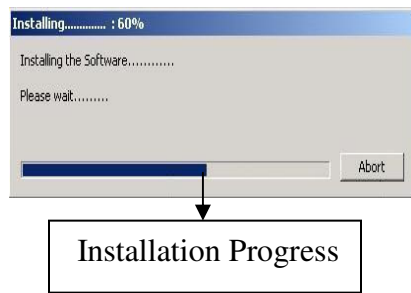 Installing.............. : 60%
Installing the Software............
Please wait.........
Abort
Installation Progress